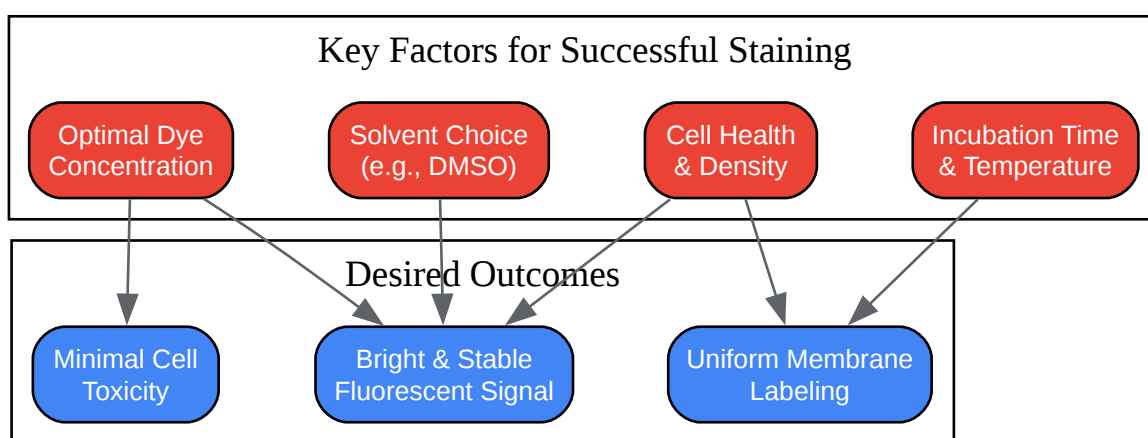 Key Factors for Successful Staining
Optimal Dye
Concentration
Solvent Choice
(e.g., DMSO)
Cell Health
& Density
Incubation Time
& Temperature
Desired Outcomes
Minimal Cell
Toxicity
Bright & Stable
Fluorescent Signal
Uniform Membrane
Labeling